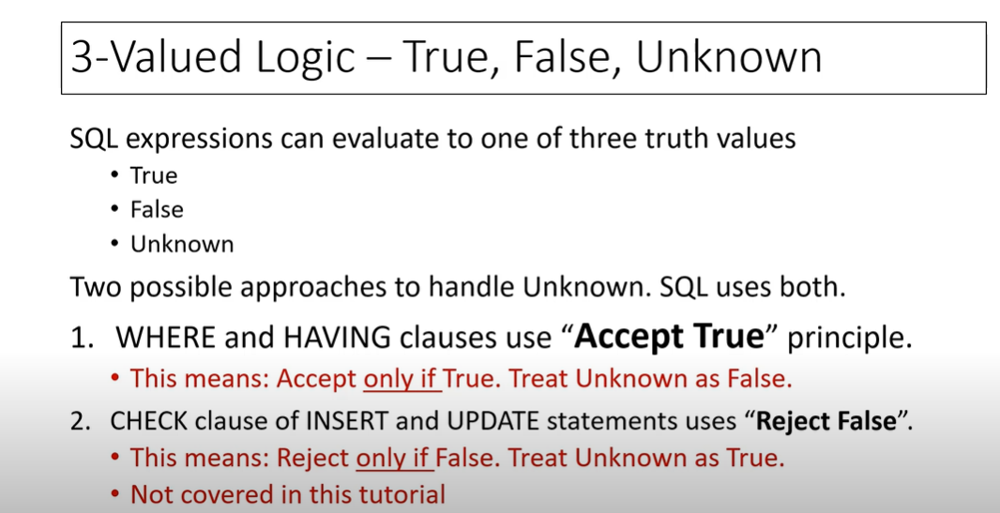 3-Valued Logic – True, False, Unknown
SQL expressions can evaluate to one of three truth values
• True
• False
• Unknown
Two possible approaches to handle Unknown. SQL uses both.
1. WHERE and HAVING clauses use “Accept True” principle.
• This means: Accept only if True. Treat Unknown as False.
2. CHECK clause of INSERT and UPDATE statements uses “Reject False”.
• This means: Reject only if False. Treat Unknown as True.
• Not covered in this tutorial